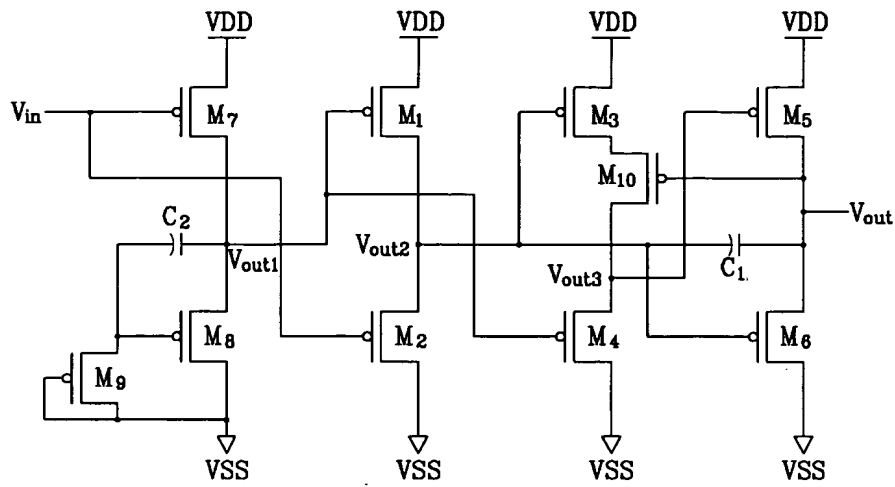 VDD VDD VDD VDD
Vin M7 M1 M3 M5
M10
C2 Vout
Vout1 Vout2 Vout3 C1
M8 M2 M4 M6
M9
VSS VSS VSS VSS